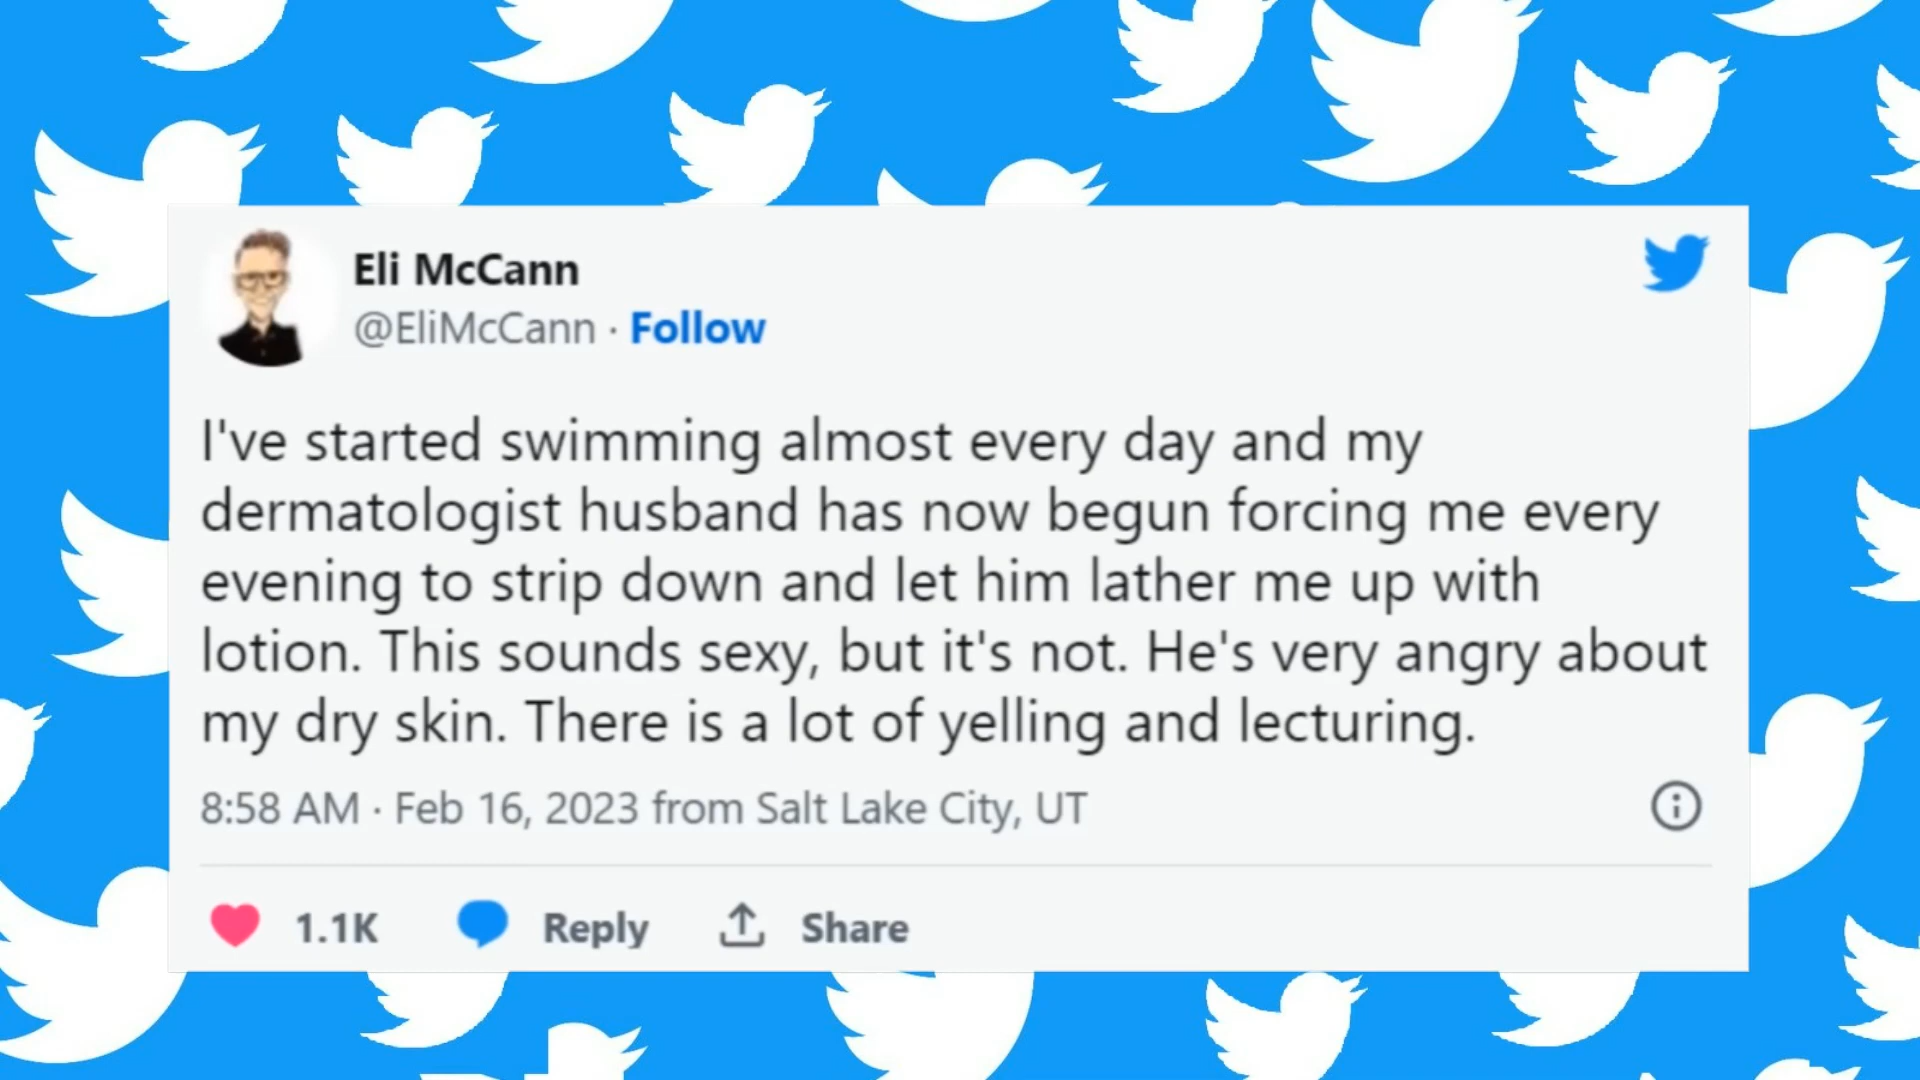 Eli McCann
@EliMcCann · Follow
I've started swimming almost every day and my
dermatologist husband has now begun forcing me every
evening to strip down and let him lather me up with
lotion. This sounds sexy, but it's not. He's very angry about
my dry skin. There is a lot of yelling and lecturing.
8:58 AM · Feb 16, 2023 from Salt Lake City, UT
1.1K Reply Share